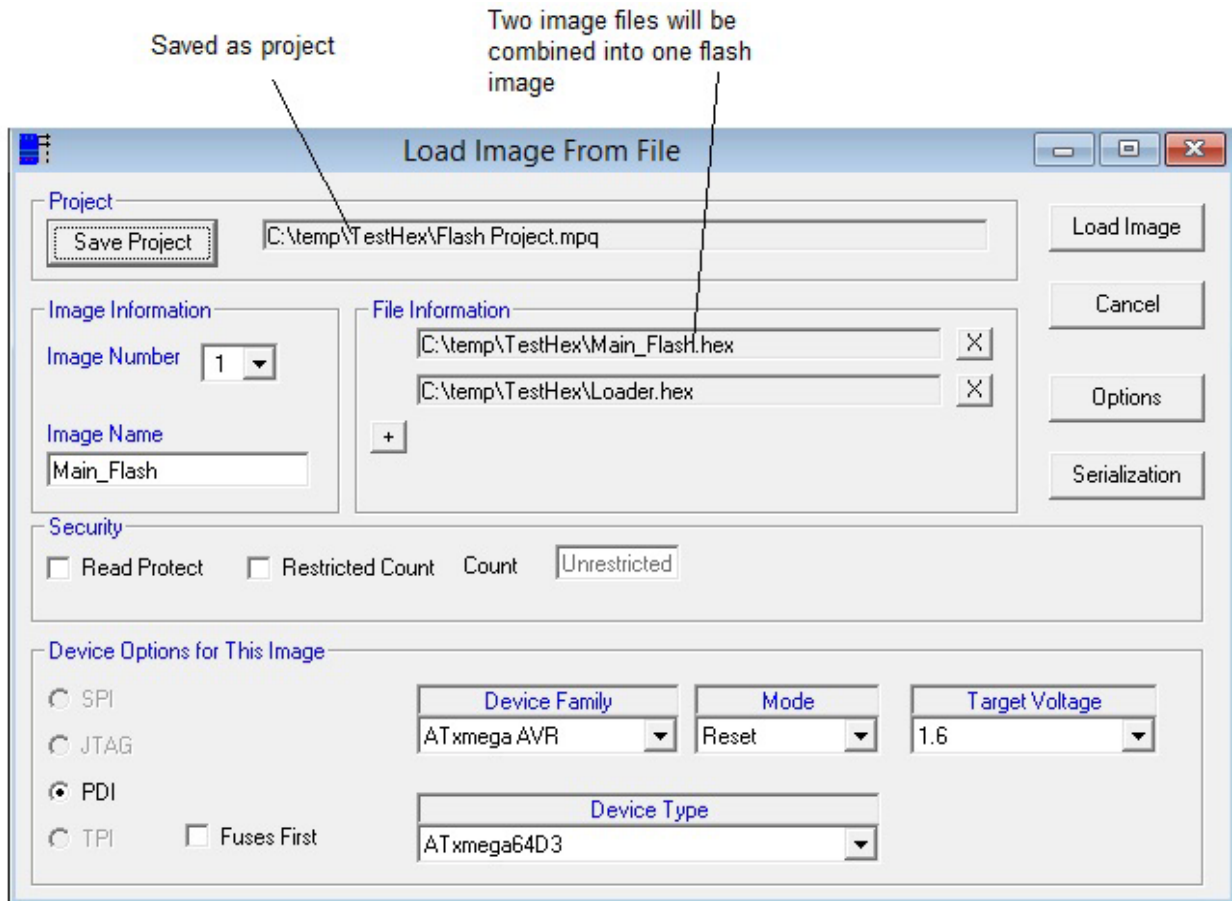 Saved as project
Two image files will be
combined into one flash
image
Load Image From File
Project
Save Project
C:\temp\TestHex\Flash Project.mpq
Load Image
Image Information
Image Number
1
Image Name
Main_Flash
File Information
C:\temp\TestHex\Main_Flash.hex
X
C:\temp\TestHex\Loader.hex
X
+
Cancel
Options
Serialization
Security
Read Protect
Restricted Count
Count
Unrestricted
Device Options for This Image
SPI
JTAG
PDI
TPI
Fuses First
Device Family
ATxmega AVR
Mode
Reset
Target Voltage
1.6
Device Type
ATxmega64D3